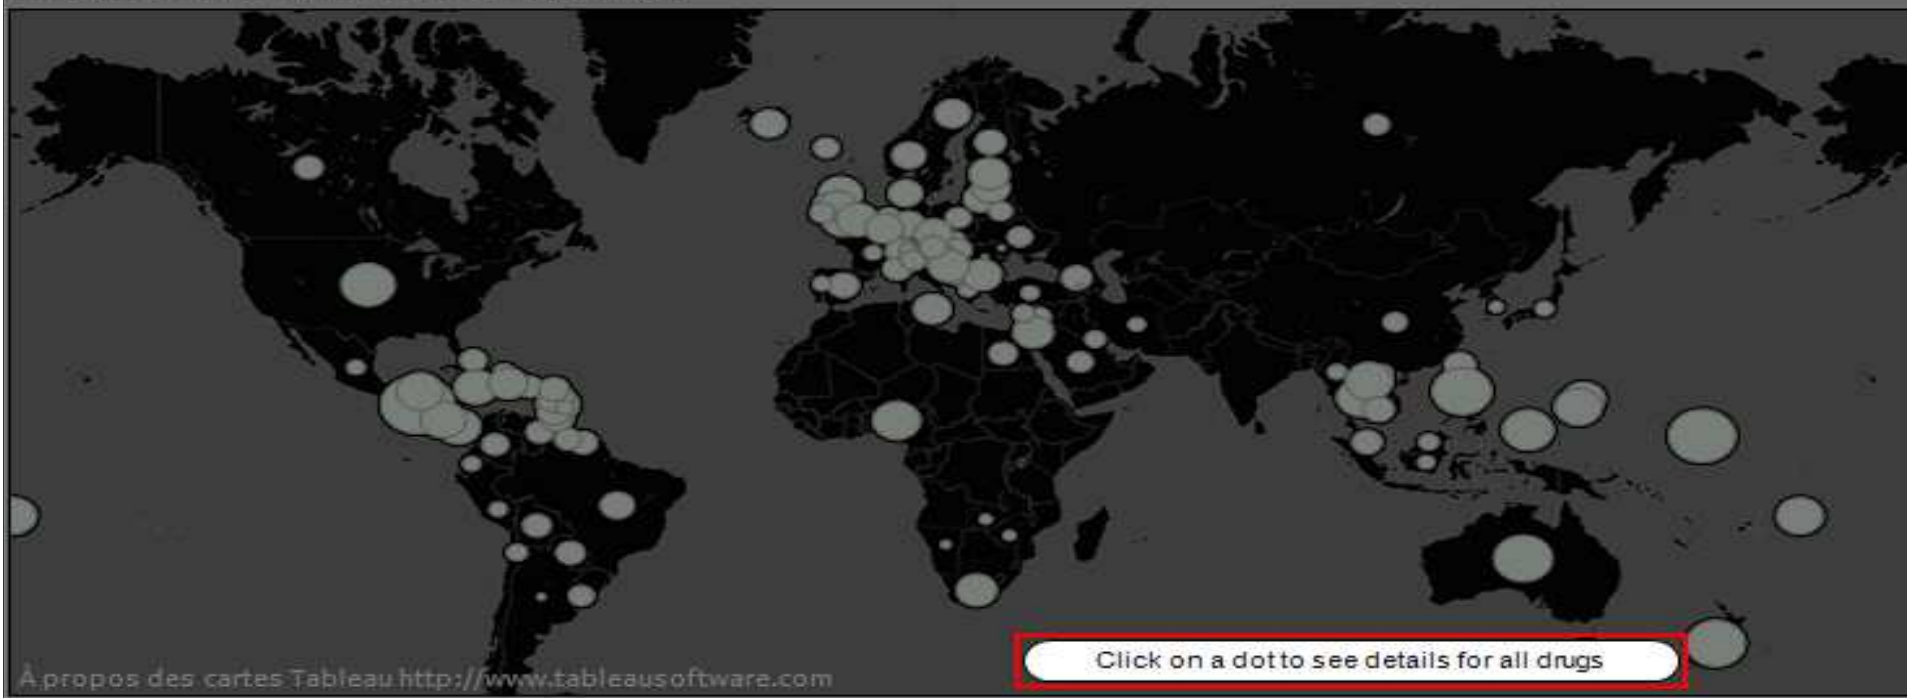 Click on a dot to see details for all drugs
À propos des cartes Tableau http://www.tableausoftware.com